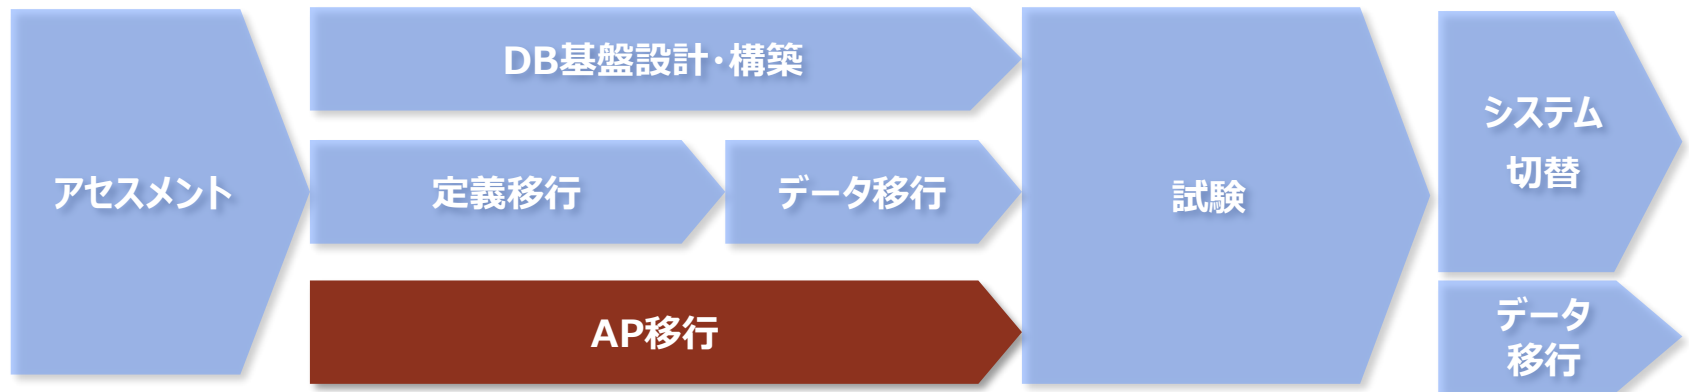 アセスメント
DB基盤設計・構築
定義移行
データ移行
AP移行
試験
システム
切替
データ
移行